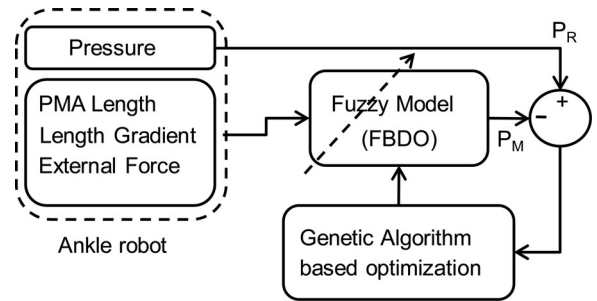 Pressure
PMA Length
Length Gradient
External Force
Ankle robot
Fuzzy Model
(FBDO)
Genetic Algorithm
based optimization
P_R
P_M
+
-